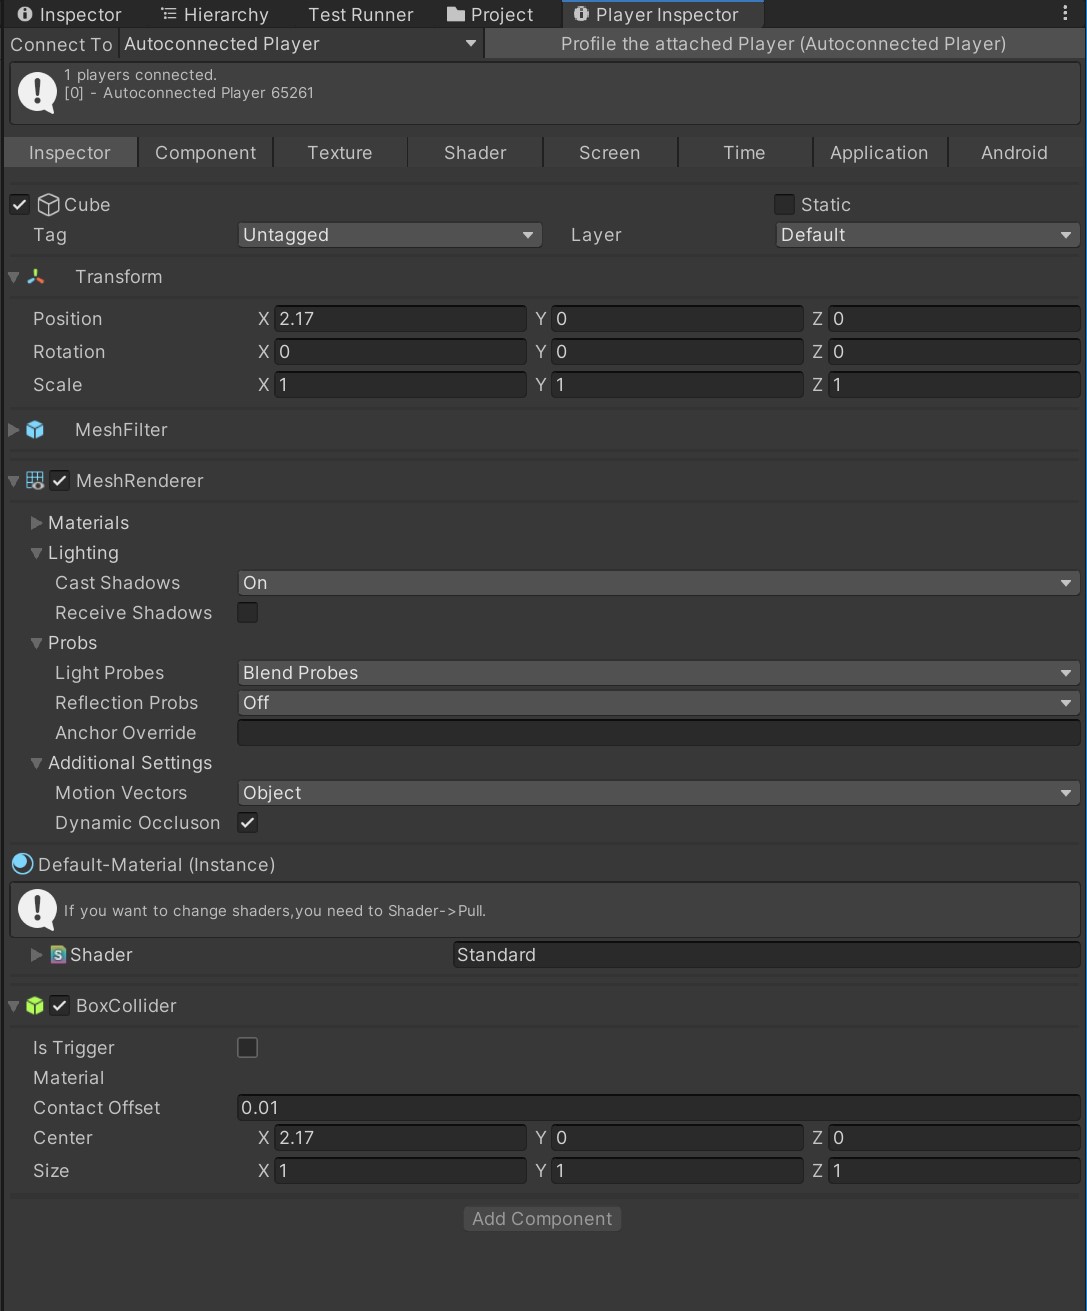 Inspector Hierarchy Test Runner Project Player Inspector
Connect To Autoconnected Player Profile the attached Player (Autoconnected Player)
1 players connected.
[0] - Autoconnected Player 65261
Inspector Component Texture Shader Screen Time Application Android
Cube Static
Tag Untagged Layer Default
Transform
Position X 2.17 Y 0 Z 0
Rotation X 0 Y 0 Z 0
Scale X 1 Y 1 Z 1
MeshFilter
MeshRenderer
Materials
Lighting
Cast Shadows On
Receive Shadows
Probs
Light Probes Blend Probes
Reflection Probs Off
Anchor Override
Additional Settings
Motion Vectors Object
Dynamic Occluson
Default-Material (Instance)
If you want to change shaders,you need to Shader->Pull.
S Shader Standard
BoxCollider
Is Trigger
Material
Contact Offset 0.01
Center X 2.17 Y 0 Z 0
Size X 1 Y 1 Z 1
Add Component